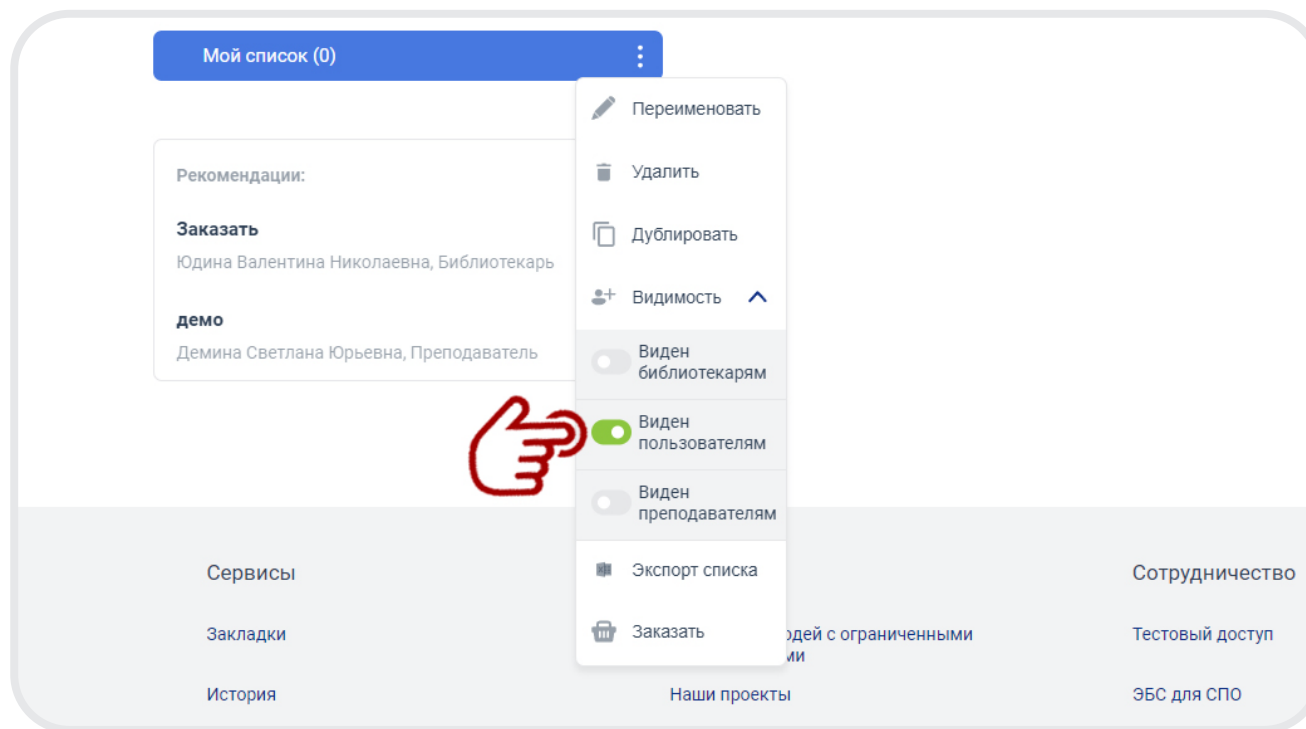 Мой список (0)
Переименовать
Удалить
Дублировать
Видимость
Виден
библиотекарям
Виден
пользователям
Виден
преподавателям
Экспорт списка
Заказать
Рекомендации:
Заказать
Юдина Валентина Николаевна, Библиотекарь
демо
Демина Светлана Юрьевна, Преподаватель
Сервисы
Закладки
История
с ограниченными
Наши проекты
Сотрудничество
Тестовый доступ
ЭБС для СПО